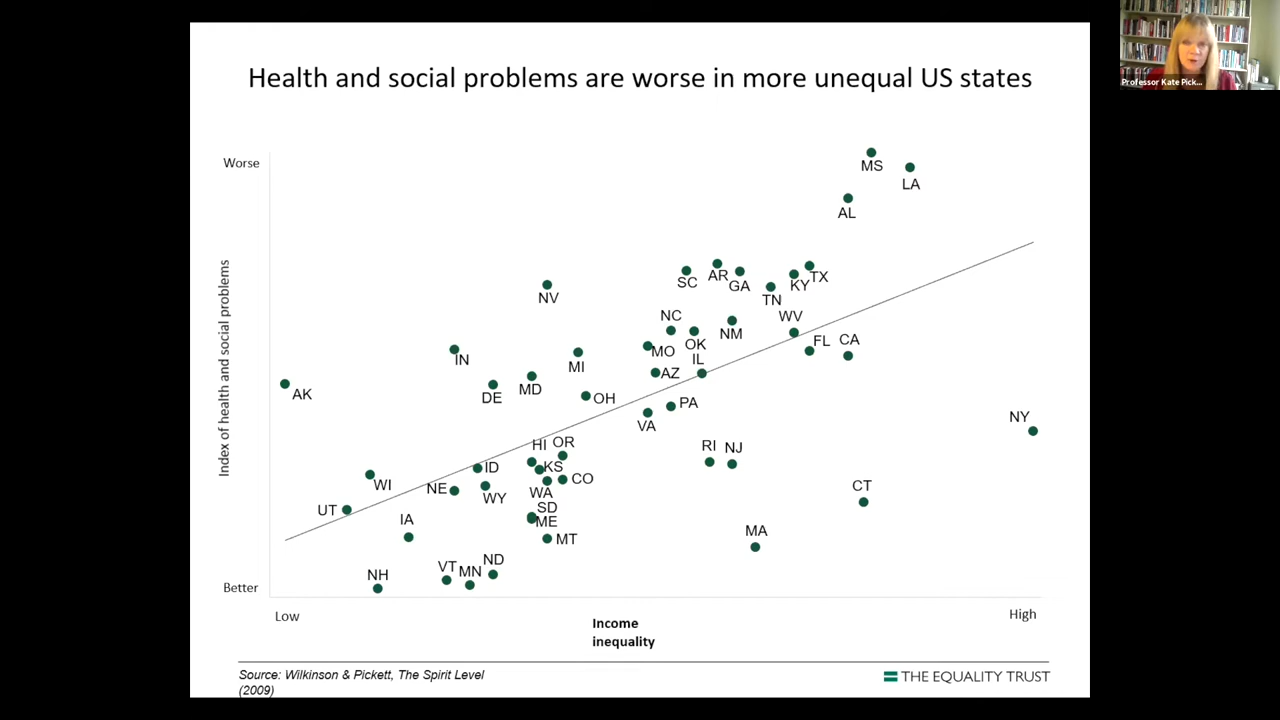 Health and social problems are worse in more unequal US states
Professor Kate Pick...
Worse
MS
LA
AL
SC
AR
GA
KY
TX
TN
NV
NC
OK
NM
WV
FL
CA
IN
MI
MO
IL
AZ
AK
DE
MD
OH
PA
VA
NY
HI
OR
RI
NJ
ID
KS
CO
WI
NE
WY
WA
CT
UT
SD
IA
ME
MT
MA
VT
MN
ND
NH
Index of health and social problems
Better
Low
High
Income
inequality
Source: Wilkinson & Pickett, The Spirit Level
(2009)
THE EQUALITY TRUST